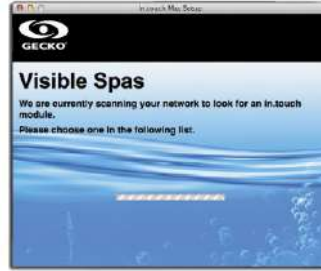 in.touch Mac Setup
GECKO
Visible Spas
We are currently scanning your network to look for an in.touch
module.
Please choose one in the following list.